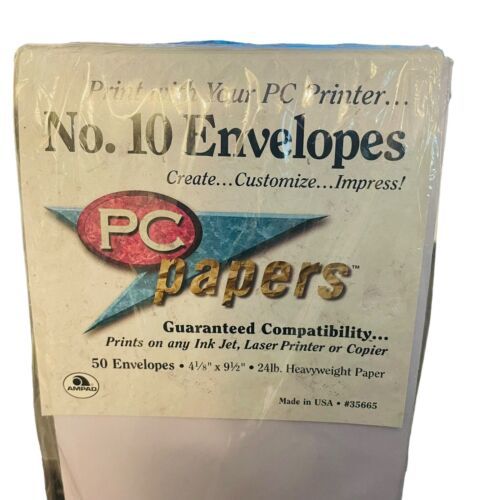 Print with Your PC Printer...
No. 10 Envelopes
Create...Customize...Impress!
PC
papers™
Guaranteed Compatibility...
Prints on any Ink Jet, Laser Printer or Copier
50 Envelopes • 4⅛" x 9½" • 24lb. Heavyweight Paper
AMPAD
Made in USA • #35665